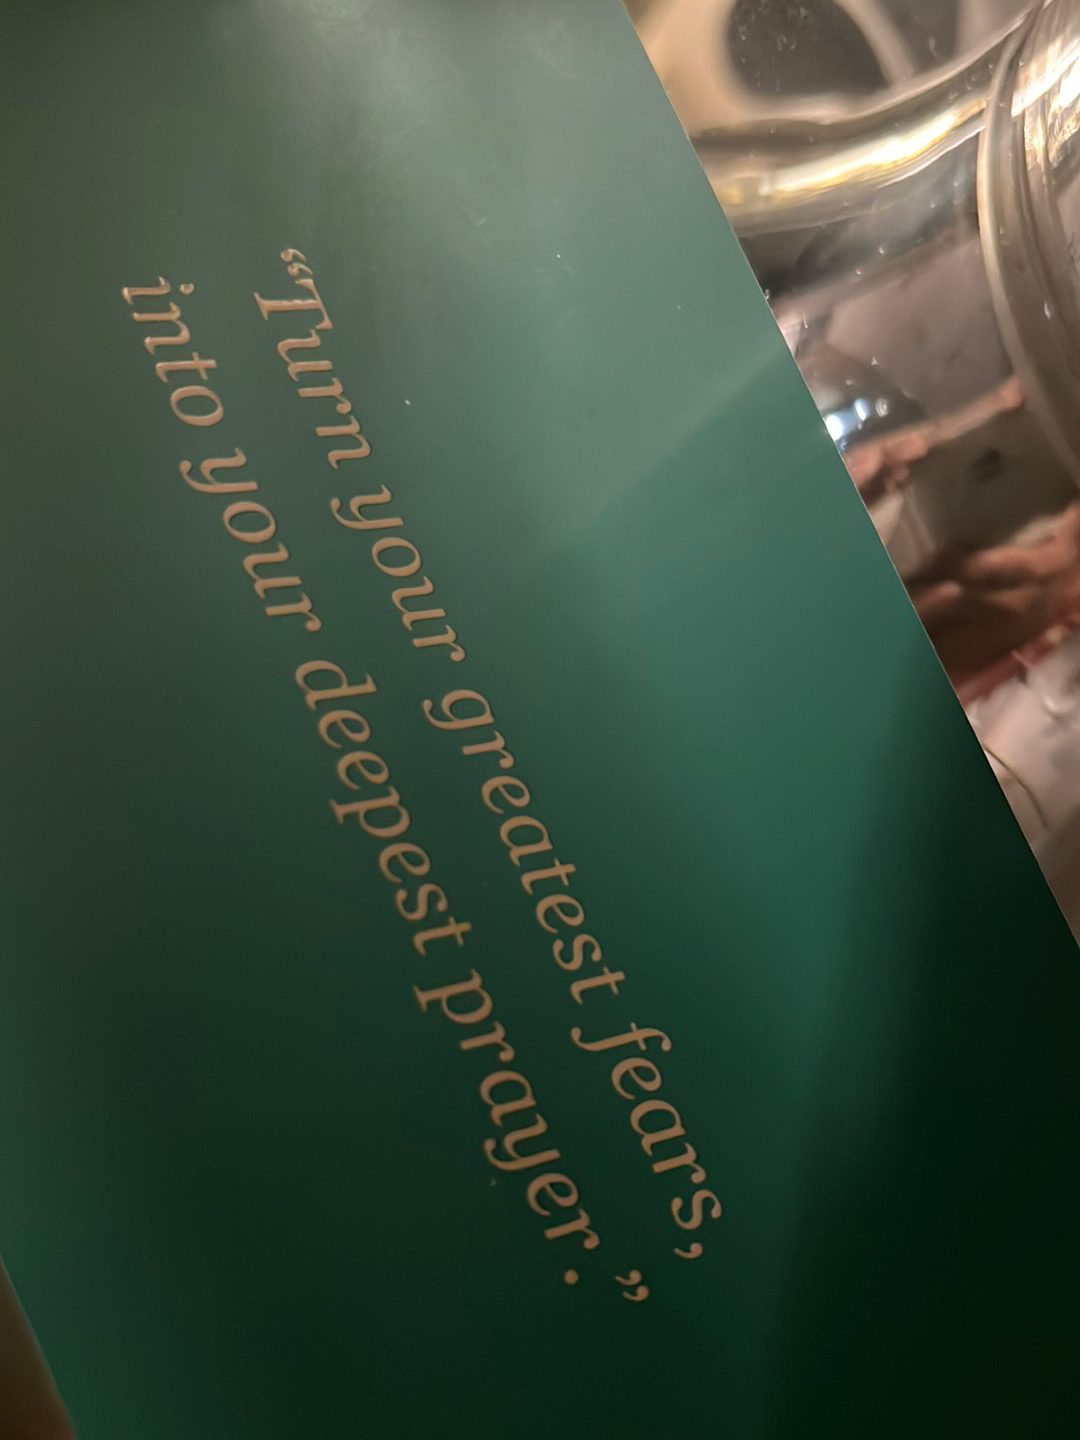 “Turn your greatest fears,
into your deepest prayer.”